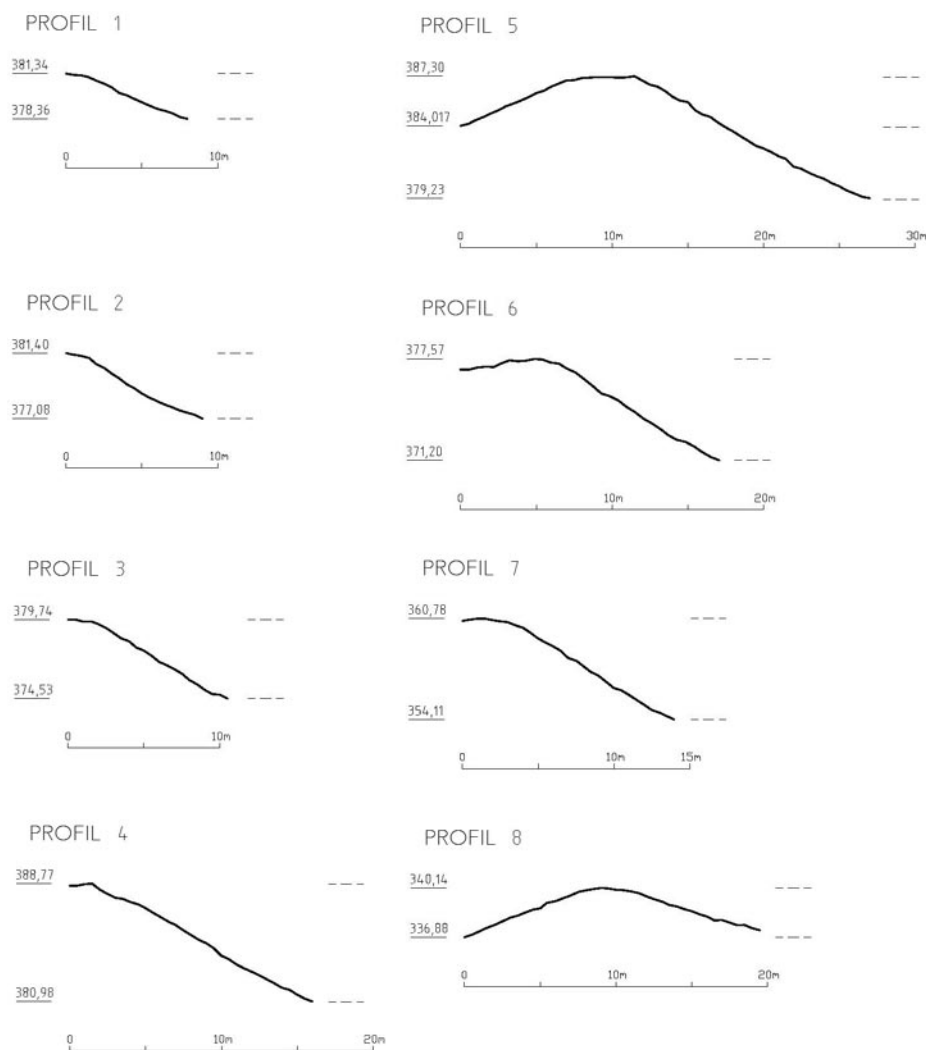 PROFIL 1
381,34
378,36
0 10m
PROFIL 2
381,40
377,08
0 10m
PROFIL 3
379,74
374,53
0 10m
PROFIL 4
388,77
380,98
0 10m 20m
PROFIL 5
387,30
384,017
379,23
0 10m 20m 30m
PROFIL 6
377,57
371,20
0 10m 20m
PROFIL 7
360,78
354,11
0 10m 15m
PROFIL 8
340,14
336,88
0 10m 20m